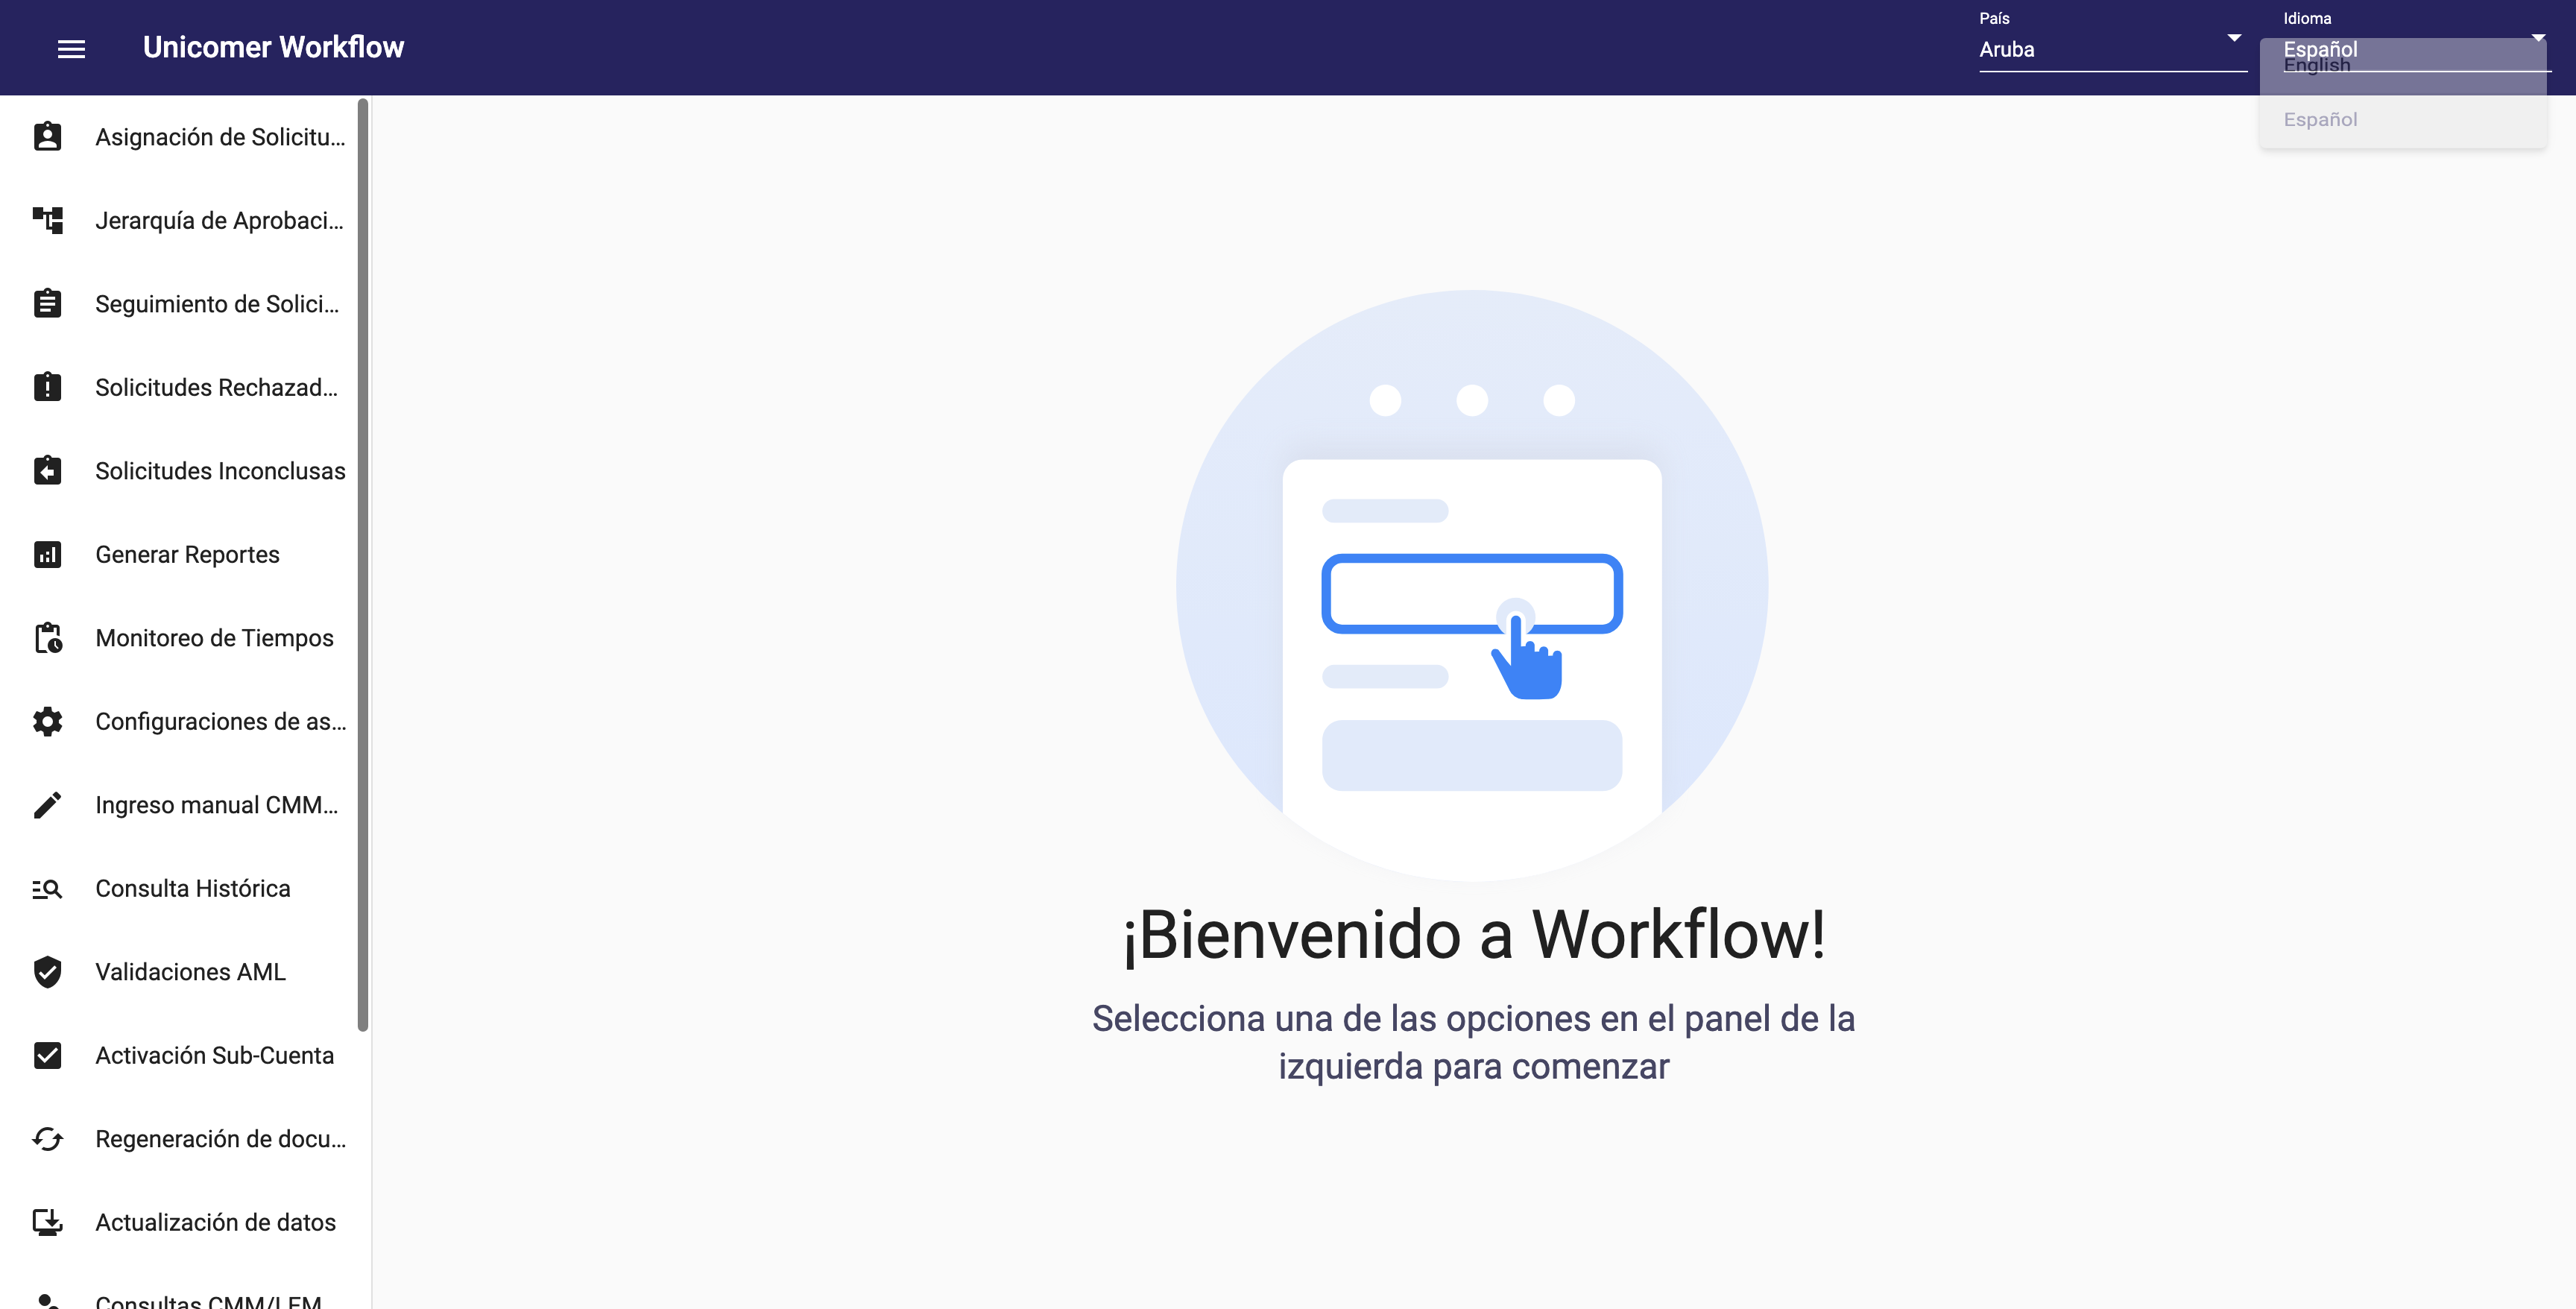 Unicomer Workflow
País
Aruba
Idioma
Español
English
Español
Asignación de Solicitu...
Jerarquía de Aprobaci...
Seguimiento de Solici...
Solicitudes Rechazad...
Solicitudes Inconclusas
Generar Reportes
Monitoreo de Tiempos
Configuraciones de as...
Ingreso manual CMM...
Consulta Histórica
Validaciones AML
Activación Sub-Cuenta
Regeneración de docu...
Actualización de datos
Consultas CMM/LEM
¡Bienvenido a Workflow!
Selecciona una de las opciones en el panel de la
izquierda para comenzar